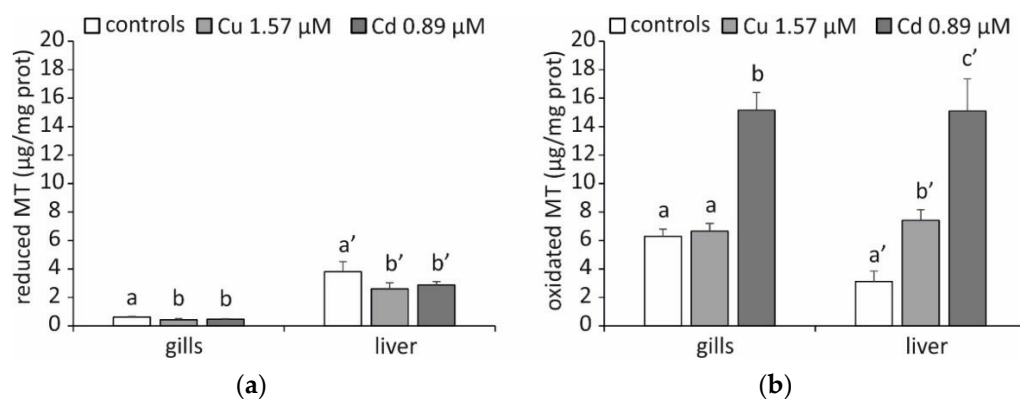 controls Cu 1.57 µM Cd 0.89 µM
reduced MT (µg/mg prot)
20
18
16
14
12
10
8
6
4
2
0
a b b
a’ b’ b’
gills liver
(a)
controls Cu 1.57 µM Cd 0.89 µM
oxidated MT (µg/mg prot)
20
18
16
14
12
10
8
6
4
2
0
a a b
a’ b’ c’
gills liver
(b)